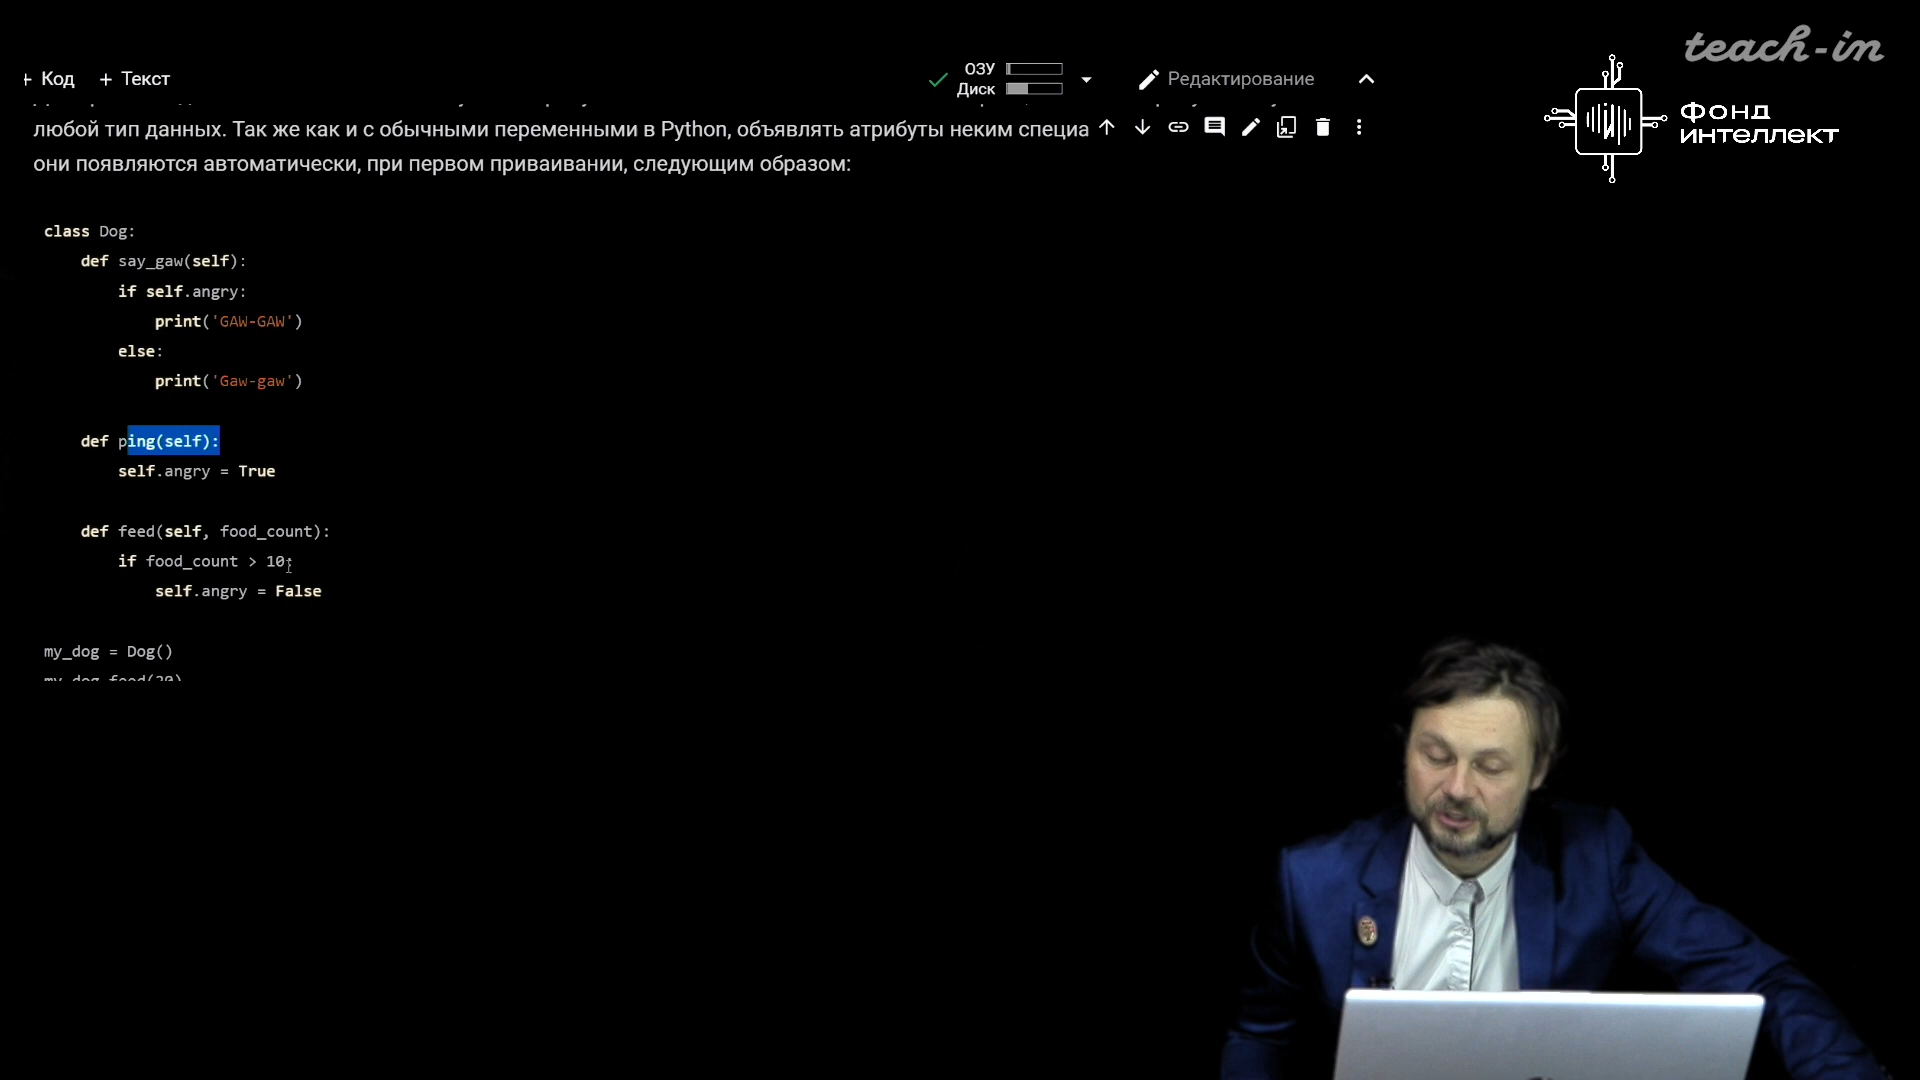 teach-in
+ Код + Текст
ОЗУ
Диск
Редактирование
Фонд
интеллект
любой тип данных. Так же как и с обычными переменными в Python, объявлять атрибуты неким специа
они появляются автоматически, при первом приваивании, следующим образом:
class Dog:
def say_gaw(self):
if self.angry:
print('GAW-GAW')
else:
print('Gaw-gaw')
def ping(self):
self.angry = True
def feed(self, food_count):
if food_count > 10:
self.angry = False
my_dog = Dog()
my_dog.feed(20)